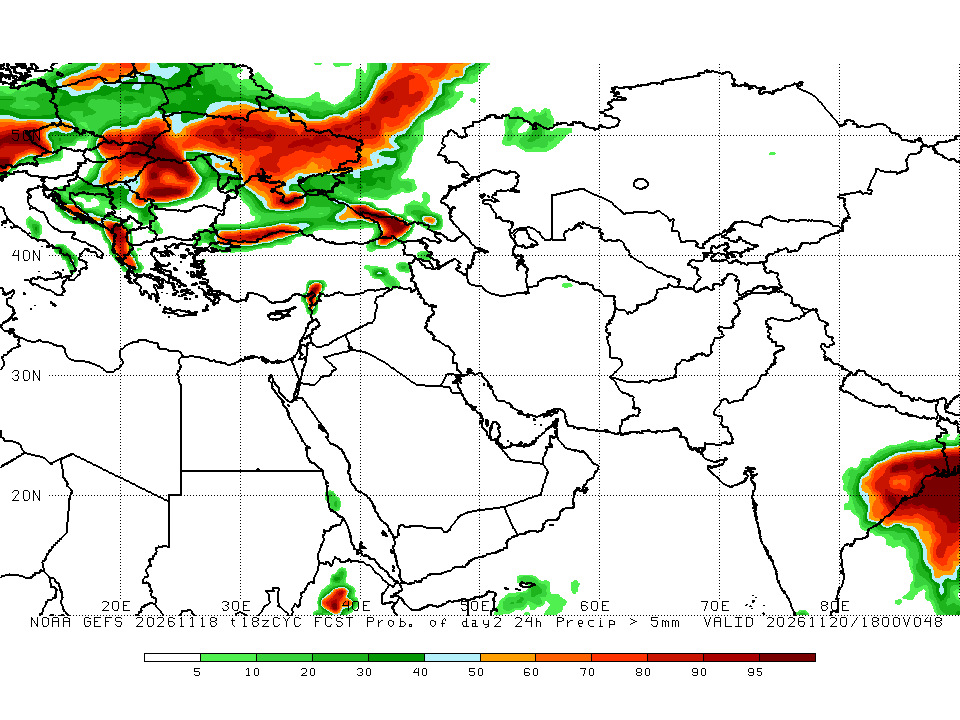 50N
40N
30N
20N
20E 30E 40E 50E 60E 70E 80E
NOAA GEFS 20261118 t18zCYC FCST Prob. of day2 24h Precip > 5mm VALID 20261120/1800V048
5 10 20 30 40 50 60 70 80 90 95